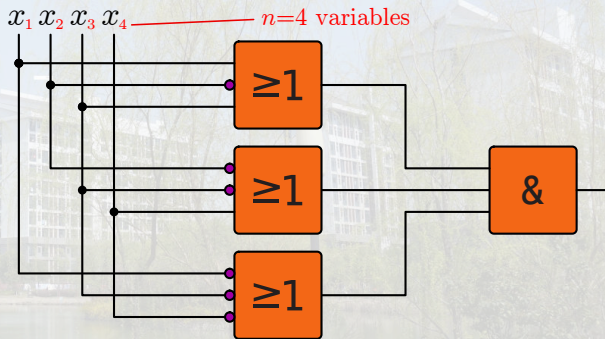 x₁ x₂ x₃ x₄ n=4 variables
≥1
≥1
&
≥1